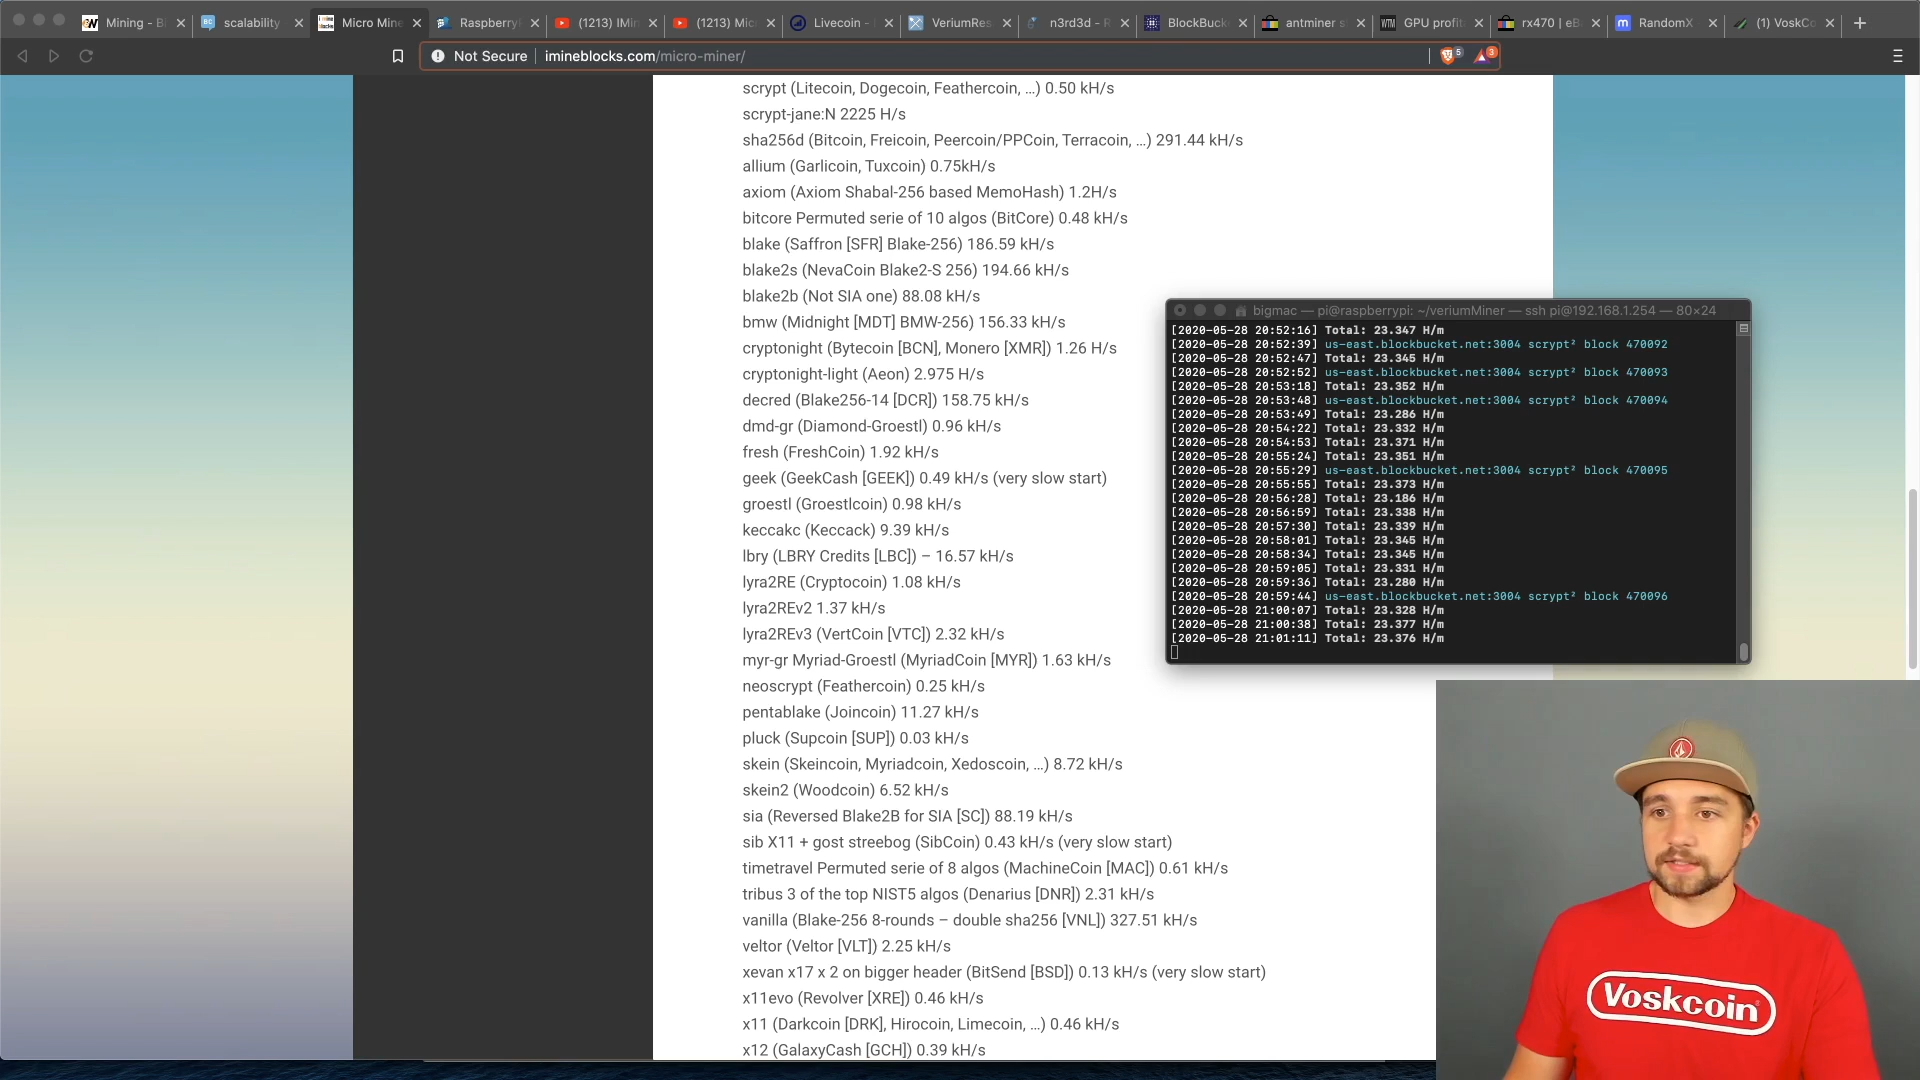 Mining - Bi
scalability
Micro Mine
Raspberry
(1213) IMin
(1213) Mic
Livecoin -
VeriumRes
n3rd3d - R
BlockBuck
antminer s
GPU profit
rx470 | eB
RandomX
(1) VoskCo
Not Secure
imineblocks.com/micro-miner/
5
3
scrypt (Litecoin, Dogecoin, Feathercoin, …) 0.50 kH/s
scrypt-jane:N 2225 H/s
sha256d (Bitcoin, Freicoin, Peercoin/PPCoin, Terracoin, …) 291.44 kH/s
allium (Garlicoin, Tuxcoin) 0.75kH/s
axiom (Axiom Shabal-256 based MemoHash) 1.2H/s
bitcore Permuted serie of 10 algos (BitCore) 0.48 kH/s
blake (Saffron [SFR] Blake-256) 186.59 kH/s
blake2s (NevaCoin Blake2-S 256) 194.66 kH/s
blake2b (Not SIA one) 88.08 kH/s
bmw (Midnight [MDT] BMW-256) 156.33 kH/s
cryptonight (Bytecoin [BCN], Monero [XMR]) 1.26 H/s
cryptonight-light (Aeon) 2.975 H/s
decred (Blake256-14 [DCR]) 158.75 kH/s
dmd-gr (Diamond-Groestl) 0.96 kH/s
fresh (FreshCoin) 1.92 kH/s
geek (GeekCash [GEEK]) 0.49 kH/s (very slow start)
groestl (Groestlcoin) 0.98 kH/s
keccakc (Keccack) 9.39 kH/s
lbry (LBRY Credits [LBC]) – 16.57 kH/s
lyra2RE (Cryptocoin) 1.08 kH/s
lyra2REv2 1.37 kH/s
lyra2REv3 (VertCoin [VTC]) 2.32 kH/s
myr-gr Myriad-Groestl (MyriadCoin [MYR]) 1.63 kH/s
neoscrypt (Feathercoin) 0.25 kH/s
pentablake (Joincoin) 11.27 kH/s
pluck (Supcoin [SUP]) 0.03 kH/s
skein (Skeincoin, Myriadcoin, Xedoscoin, …) 8.72 kH/s
skein2 (Woodcoin) 6.52 kH/s
sia (Reversed Blake2B for SIA [SC]) 88.19 kH/s
sib X11 + gost streebog (SibCoin) 0.43 kH/s (very slow start)
timetravel Permuted serie of 8 algos (MachineCoin [MAC]) 0.61 kH/s
tribus 3 of the top NIST5 algos (Denarius [DNR]) 2.31 kH/s
vanilla (Blake-256 8-rounds – double sha256 [VNL]) 327.51 kH/s
veltor (Veltor [VLT]) 2.25 kH/s
xevan x17 x 2 on bigger header (BitSend [BSD]) 0.13 kH/s (very slow start)
x11evo (Revolver [XRE]) 0.46 kH/s
x11 (Darkcoin [DRK], Hirocoin, Limecoin, …) 0.46 kH/s
x12 (GalaxyCash [GCH]) 0.39 kH/s
bigmac — pi@raspberrypi: ~/veriumMiner — ssh pi@192.168.1.254 — 80×24
[2020-05-28 20:52:16] Total: 23.347 H/m
[2020-05-28 20:52:39] us-east.blockbucket.net:3004 scrypt² block 470092
[2020-05-28 20:52:47] Total: 23.345 H/m
[2020-05-28 20:52:52] us-east.blockbucket.net:3004 scrypt² block 470093
[2020-05-28 20:53:18] Total: 23.352 H/m
[2020-05-28 20:53:48] us-east.blockbucket.net:3004 scrypt² block 470094
[2020-05-28 20:53:49] Total: 23.286 H/m
[2020-05-28 20:54:22] Total: 23.332 H/m
[2020-05-28 20:54:53] Total: 23.371 H/m
[2020-05-28 20:55:24] Total: 23.351 H/m
[2020-05-28 20:55:29] us-east.blockbucket.net:3004 scrypt² block 470095
[2020-05-28 20:55:55] Total: 23.373 H/m
[2020-05-28 20:56:28] Total: 23.186 H/m
[2020-05-28 20:56:59] Total: 23.338 H/m
[2020-05-28 20:57:30] Total: 23.339 H/m
[2020-05-28 20:58:01] Total: 23.345 H/m
[2020-05-28 20:58:34] Total: 23.345 H/m
[2020-05-28 20:59:05] Total: 23.331 H/m
[2020-05-28 20:59:36] Total: 23.280 H/m
[2020-05-28 20:59:44] us-east.blockbucket.net:3004 scrypt² block 470096
[2020-05-28 21:00:07] Total: 23.328 H/m
[2020-05-28 21:00:38] Total: 23.377 H/m
[2020-05-28 21:01:11] Total: 23.376 H/m
Voskcoin